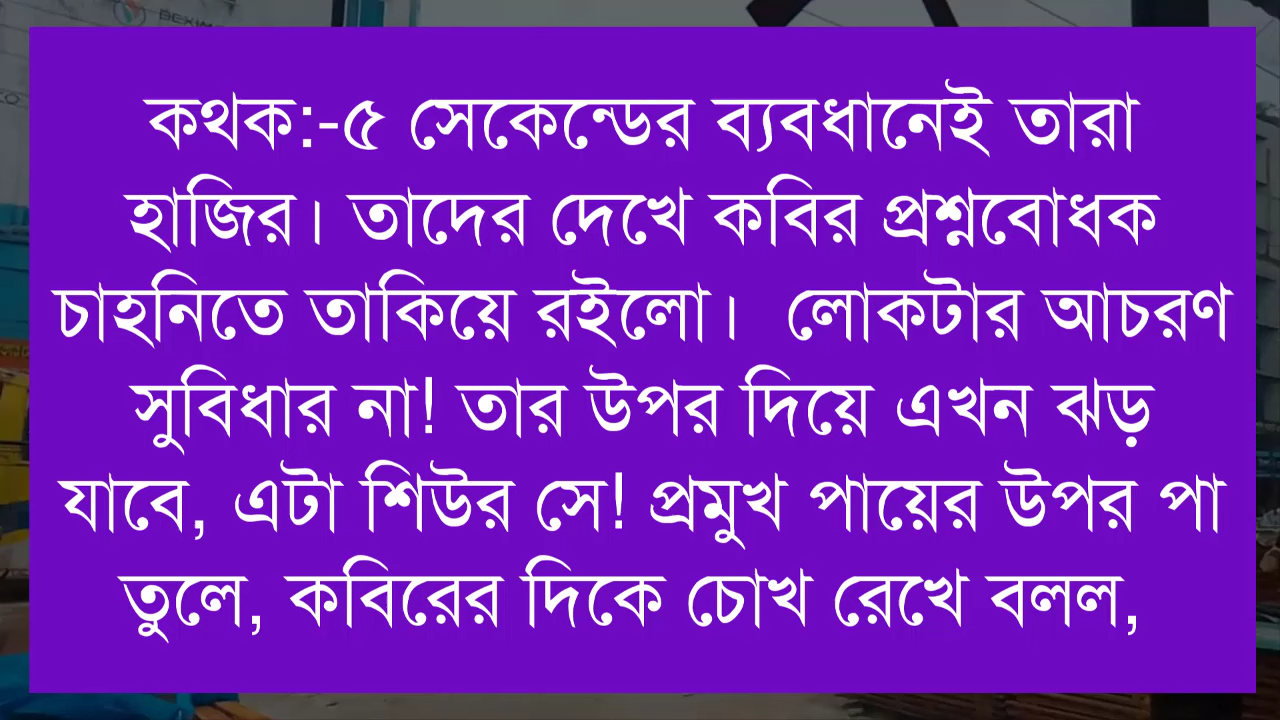 কথক:-৫ সেকেন্ডের ব্যবধানেই তারা
হাজির। তাদের দেখে কবির প্রশ্নবোধক
চাহনিতে তাকিয়ে রইলো।  লোকটার আচরণ
সুবিধার না! তার উপর দিয়ে এখন ঝড়
যাবে, এটা শিউর সে! প্রমুখ পায়ের উপর পা
তুলে, কবিরের দিকে চোখ রেখে বলল,